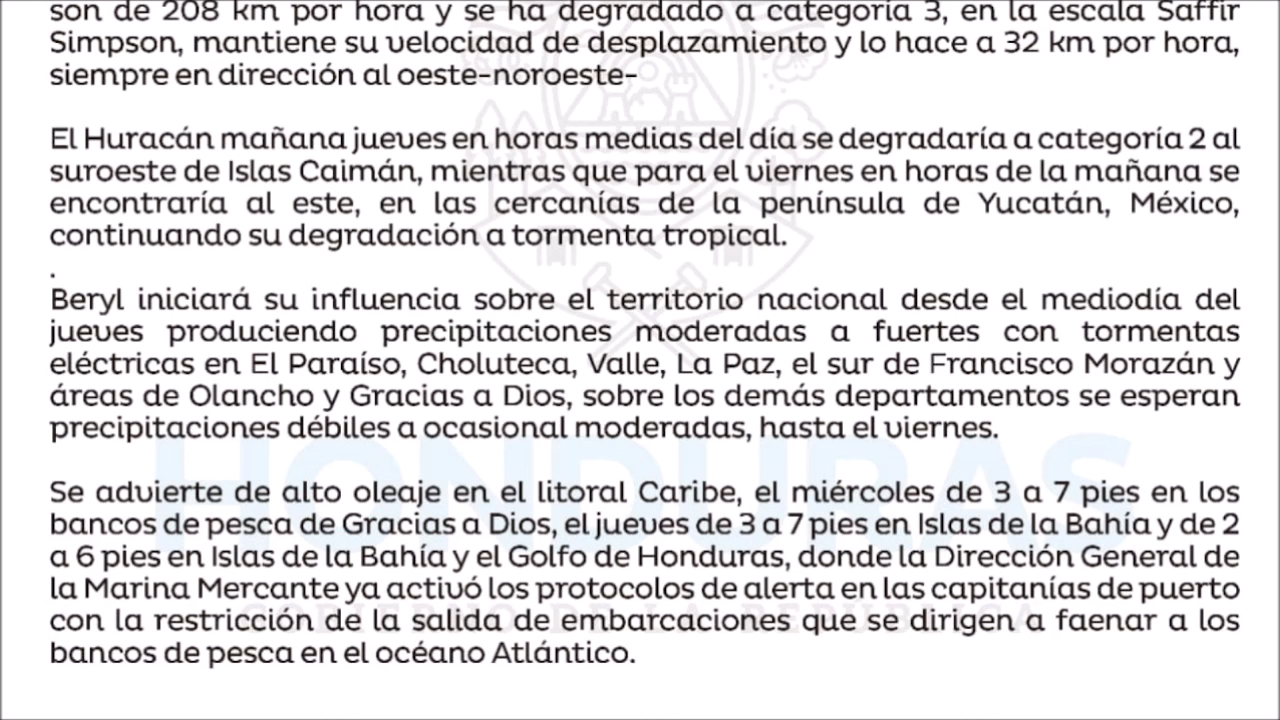 son de 208 km por hora y se ha degradado a categoría 3, en la escala Saffir
Simpson, mantiene su velocidad de desplazamiento y lo hace a 32 km por hora,
siempre en dirección al oeste-noroeste-
El Huracán mañana jueves en horas medias del día se degradaría a categoría 2 al
suroeste de Islas Caimán, mientras que para el viernes en horas de la mañana se
encontraría al este, en las cercanías de la península de Yucatán, México,
continuando su degradación a tormenta tropical.
.
Beryl iniciará su influencia sobre el territorio nacional desde el mediodía del
jueves produciendo precipitaciones moderadas a fuertes con tormentas
eléctricas en El Paraíso, Choluteca, Valle, La Paz, el sur de Francisco Morazán y
áreas de Olancho y Gracias a Dios, sobre los demás departamentos se esperan
precipitaciones débiles a ocasional moderadas, hasta el viernes.
Se advierte de alto oleaje en el litoral Caribe, el miércoles de 3 a 7 pies en los
bancos de pesca de Gracias a Dios, el jueves de 3 a 7 pies en Islas de la Bahía y de 2
a 6 pies en Islas de la Bahía y el Golfo de Honduras, donde la Dirección General de
la Marina Mercante ya activó los protocolos de alerta en las capitanías de puerto
con la restricción de la salida de embarcaciones que se dirigen a faenar a los
bancos de pesca en el océano Atlántico.
HONDURAS
GOBIERNO DE LA REPÚBLICA